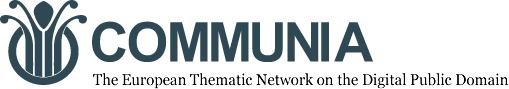 COMMUNIA
The European Thematic Network on the Digital Public Domain